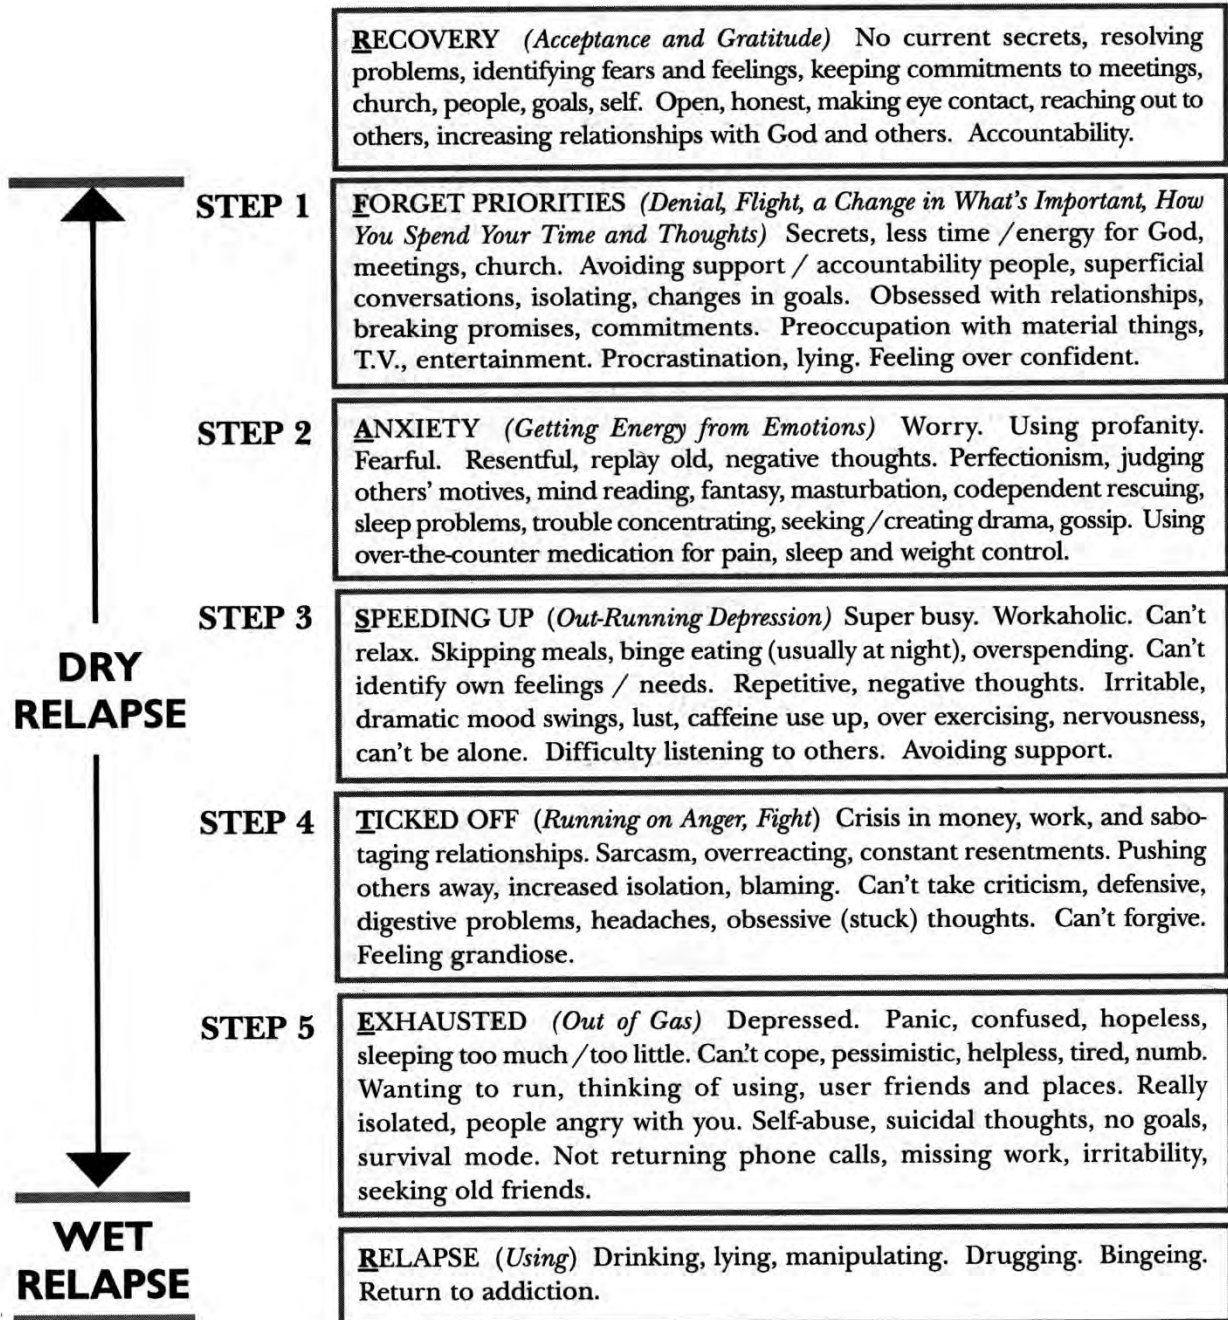 RECOVERY (Acceptance and Gratitude) No current secrets, resolving
problems, identifying fears and feelings, keeping commitments to meetings,
church, people, goals, self. Open, honest, making eye contact, reaching out to
others, increasing relationships with God and others. Accountability.
STEP 1
FORGET PRIORITIES (Denial, Flight, a Change in What's Important, How
You Spend Your Time and Thoughts) Secrets, less time /energy for God,
meetings, church. Avoiding support / accountability people, superficial
conversations, isolating, changes in goals. Obsessed with relationships,
breaking promises, commitments. Preoccupation with material things,
T.V., entertainment. Procrastination, lying. Feeling over confident.
STEP 2
ANXIETY (Getting Energy from Emotions) Worry. Using profanity.
Fearful. Resentful, replay old, negative thoughts. Perfectionism, judging
others' motives, mind reading, fantasy, masturbation, codependent rescuing,
sleep problems, trouble concentrating, seeking/creating drama, gossip. Using
over-the-counter medication for pain, sleep and weight control.
DRY
RELAPSE
STEP 3
SPEEDING UP (Out-Running Depression) Super busy. Workaholic. Can't
relax. Skipping meals, binge eating (usually at night), overspending. Can't
identify own feelings / needs. Repetitive, negative thoughts. Irritable,
dramatic mood swings, lust, caffeine use up, over exercising, nervousness,
can't be alone. Difficulty listening to others. Avoiding support.
STEP 4
TICKED OFF (Running on Anger, Fight) Crisis in money, work, and sabo-
taging relationships. Sarcasm, overreacting, constant resentments. Pushing
others away, increased isolation, blaming. Can't take criticism, defensive,
digestive problems, headaches, obsessive (stuck) thoughts. Can't forgive.
Feeling grandiose.
STEP 5
EXHAUSTED (Out of Gas) Depressed. Panic, confused, hopeless,
sleeping too much/too little. Can't cope, pessimistic, helpless, tired, numb.
Wanting to run, thinking of using, user friends and places. Really
isolated, people angry with you. Self-abuse, suicidal thoughts, no goals,
survival mode. Not returning phone calls, missing work, irritability,
seeking old friends.
WET
RELAPSE
RELAPSE (Using) Drinking, lying, manipulating. Drugging. Bingeing.
Return to addiction.